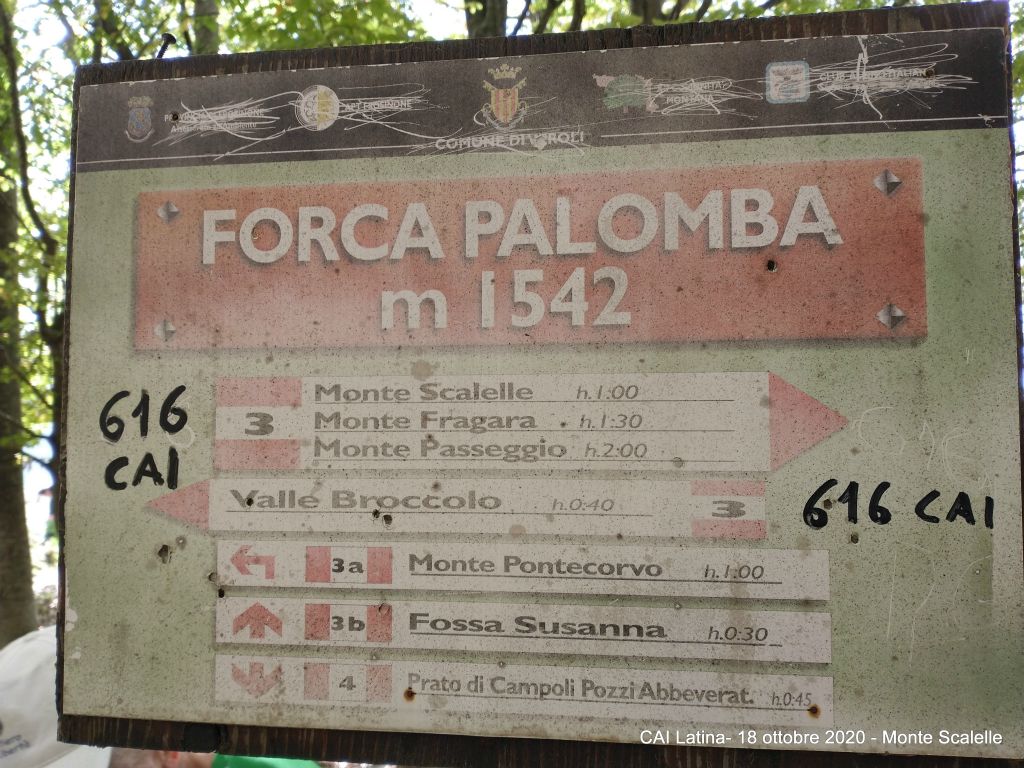 COMUNE DI VEROLI
FORCA PALOMBA
m 1542
616
CAI
3
Monte Scalelle h.1:00
Monte Fragara h.1:30
Monte Passeggio h.2:00
Valle Broccolo h.0:40 3
616 CAI
3a Monte Pontecorvo h.1:00
3b Fossa Susanna h.0:30
4 Prato di Campoli Pozzi Abbeverat. h.0:45
CAI Latina- 18 ottobre 2020 - Monte Scalelle